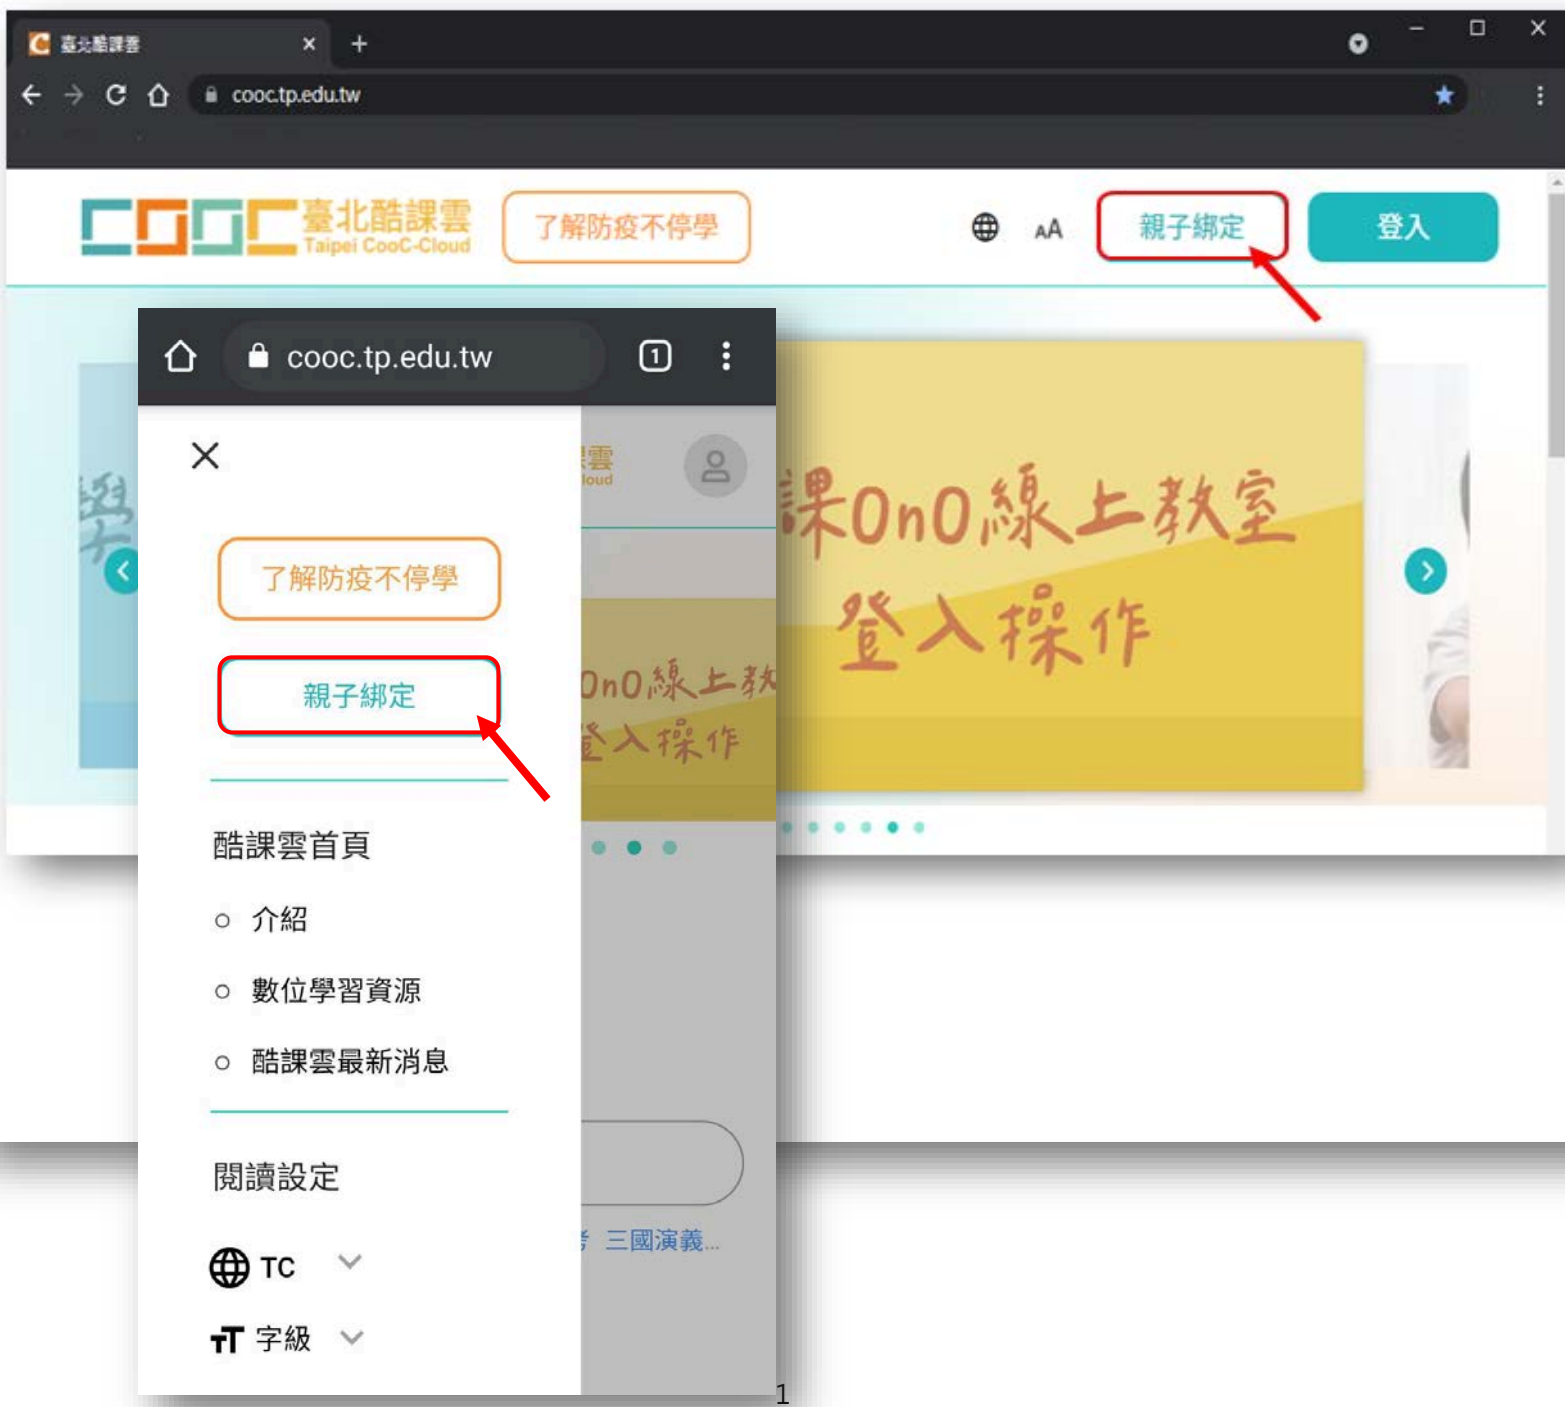 臺北酷課雲
cooc.tp.edu.tw
臺北酷課雲
Taipei CooC-Cloud
了解防疫不停學
AA
親子綁定
登入
學
課OnO線上教室
登入操作
cooc.tp.edu.tw
1
雲
loud
了解防疫不停學
親子綁定
OnO線上教
登入操作
酷課雲首頁
介紹
數位學習資源
酷課雲最新消息
閱讀設定
三國演義...
TC
字級
1